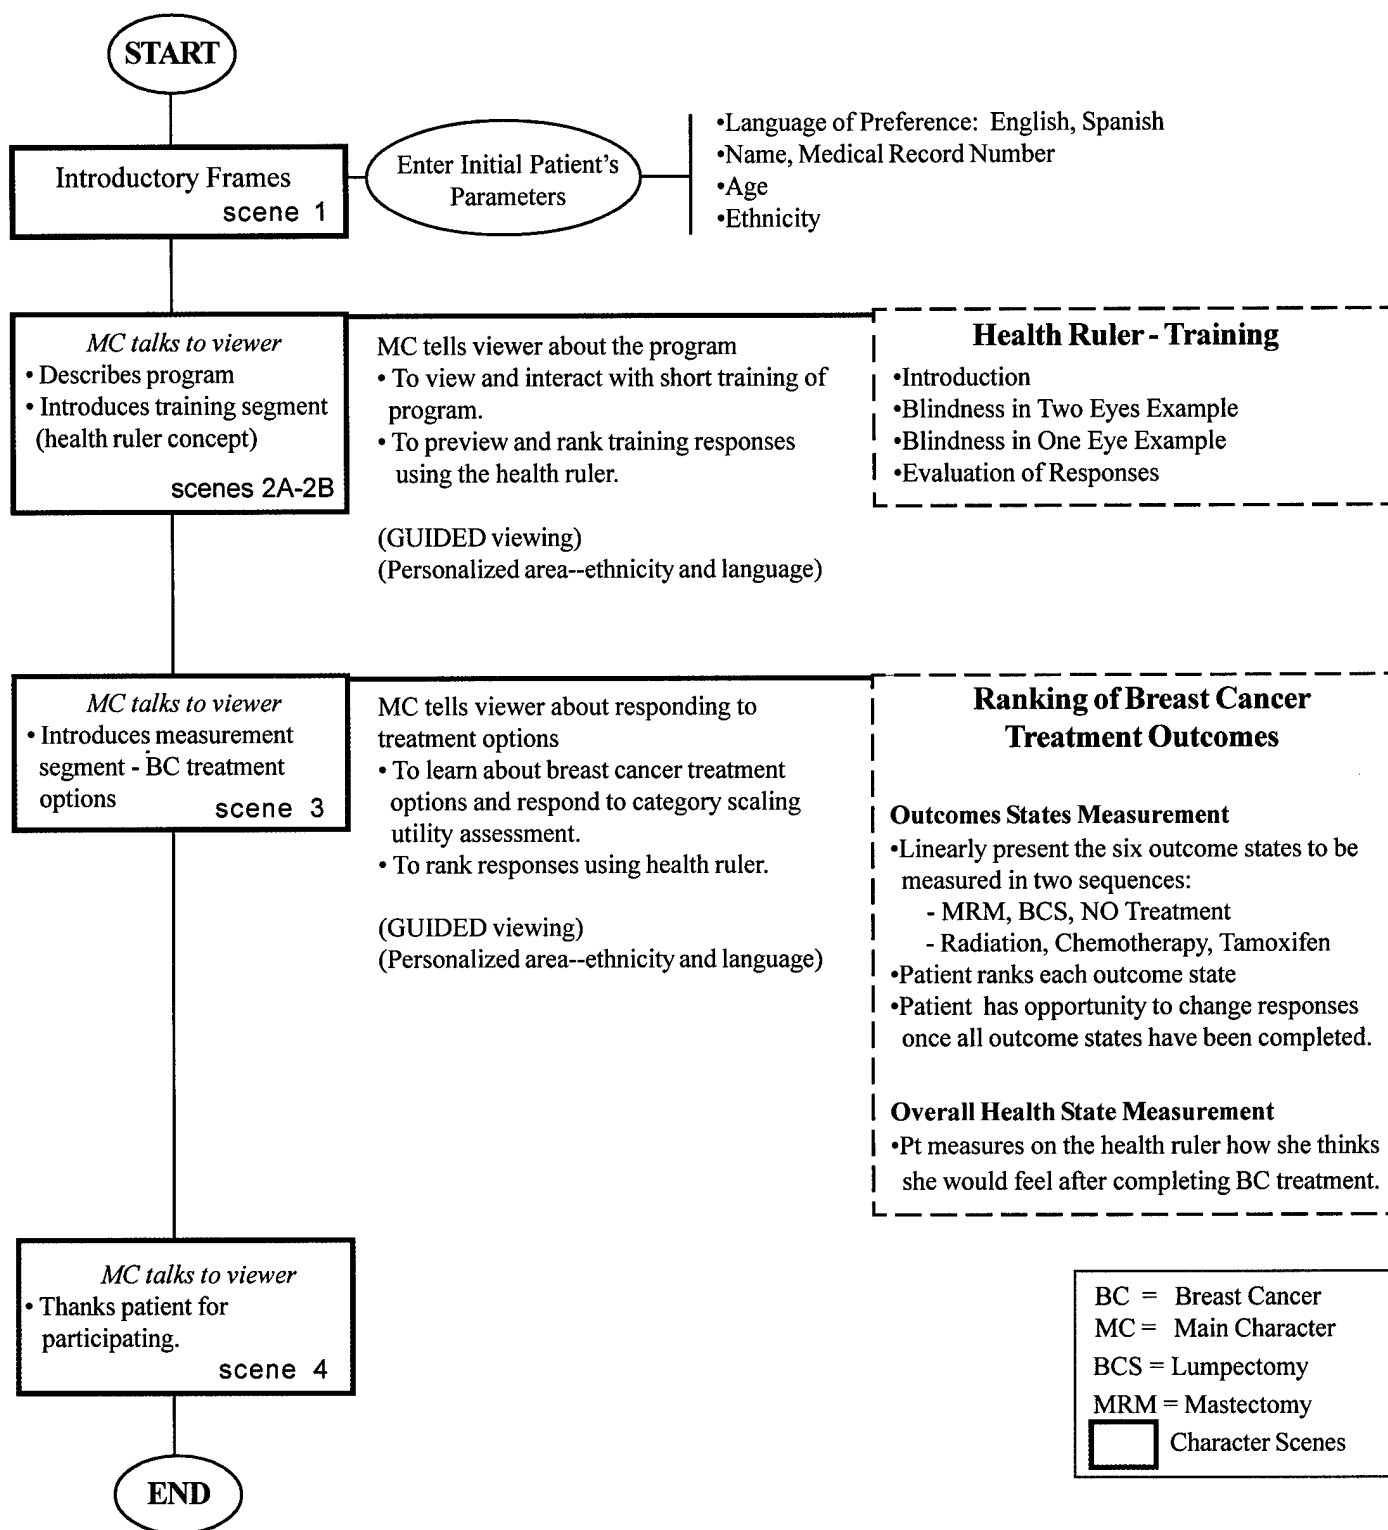 START
Introductory Frames
scene 1
Enter Initial Patient's
Parameters
•Language of Preference: English, Spanish
•Name, Medical Record Number
•Age
•Ethnicity
MC talks to viewer
• Describes program
• Introduces training segment
(health ruler concept)
scenes 2A-2B
MC tells viewer about the program
• To view and interact with short training of
program.
• To preview and rank training responses
using the health ruler.
(GUIDED viewing)
(Personalized area--ethnicity and language)
Health Ruler - Training
•Introduction
•Blindness in Two Eyes Example
•Blindness in One Eye Example
•Evaluation of Responses
MC talks to viewer
• Introduces measurement
segment - BC treatment
options
scene 3
MC tells viewer about responding to
treatment options
• To learn about breast cancer treatment
options and respond to category scaling
utility assessment.
• To rank responses using health ruler.
(GUIDED viewing)
(Personalized area--ethnicity and language)
Ranking of Breast Cancer
Treatment Outcomes
Outcomes States Measurement
•Linearly present the six outcome states to be
measured in two sequences:
- MRM, BCS, NO Treatment
- Radiation, Chemotherapy, Tamoxifen
•Patient ranks each outcome state
•Patient has opportunity to change responses
once all outcome states have been completed.
Overall Health State Measurement
•Pt measures on the health ruler how she thinks
she would feel after completing BC treatment.
MC talks to viewer
• Thanks patient for
participating.
scene 4
END
BC = Breast Cancer
MC = Main Character
BCS = Lumpectomy
MRM = Mastectomy
Character Scenes